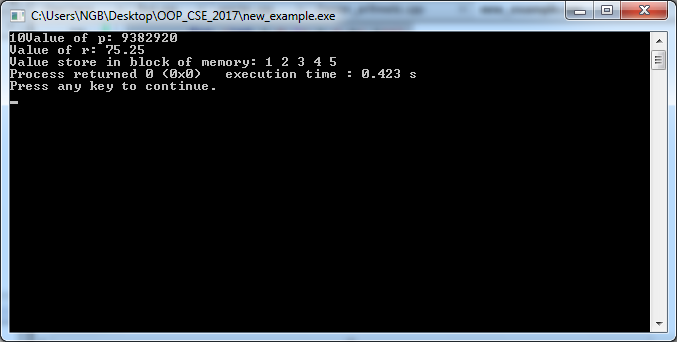 C:\Users\NGB\Desktop\OOP_CSE_2017\new_example.exe
10Value of p: 9382920
Value of r: 75.25
Value store in block of memory: 1 2 3 4 5
Process returned 0 (0x0)   execution time : 0.423 s
Press any key to continue.